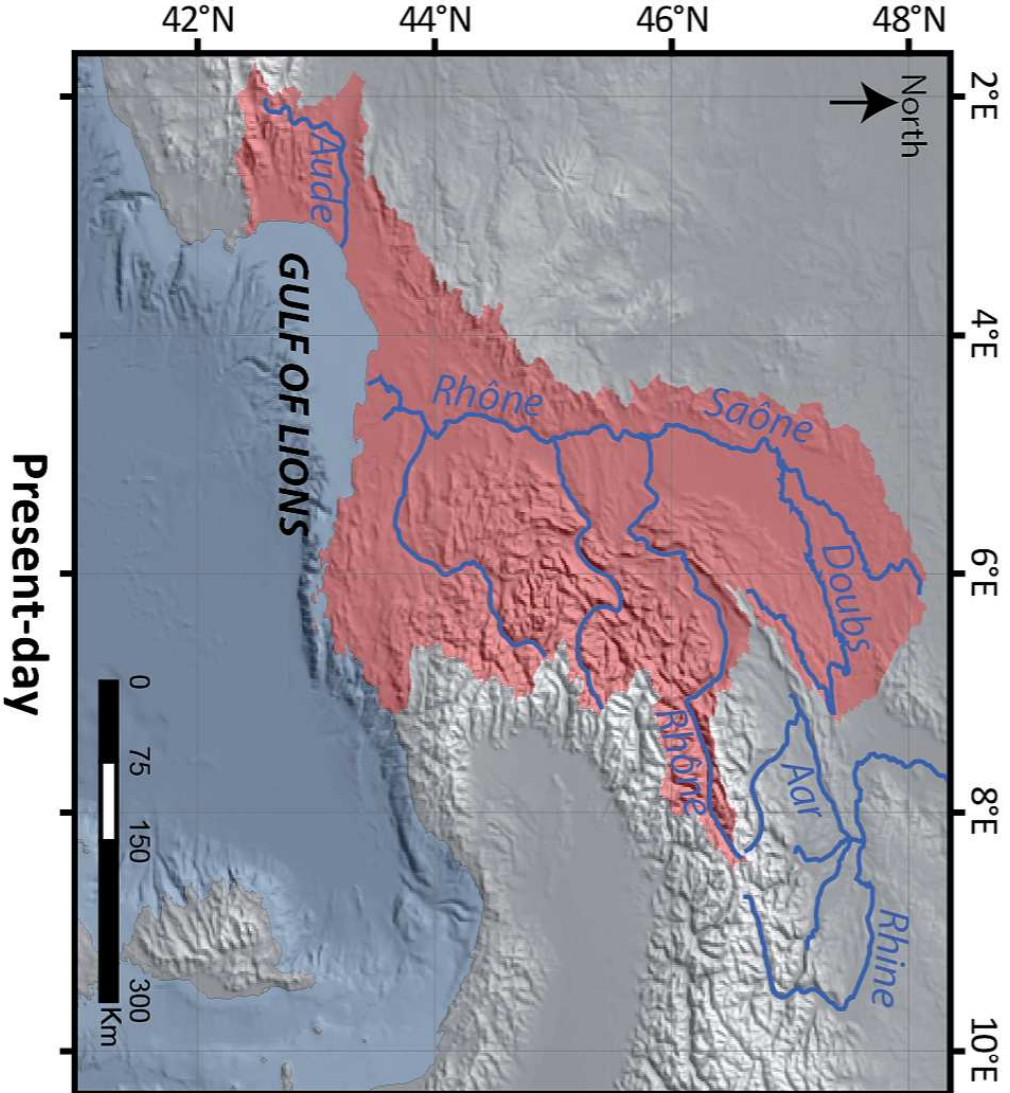 42°N
44°N
46°N
48°N
2°E
4°E
6°E
8°E
10°E
North
Aude
GULF OF LIONS
Rhône
Saône
Doubs
Rhône
Aar
Rhine
0
75
150
300
Km
Present-day